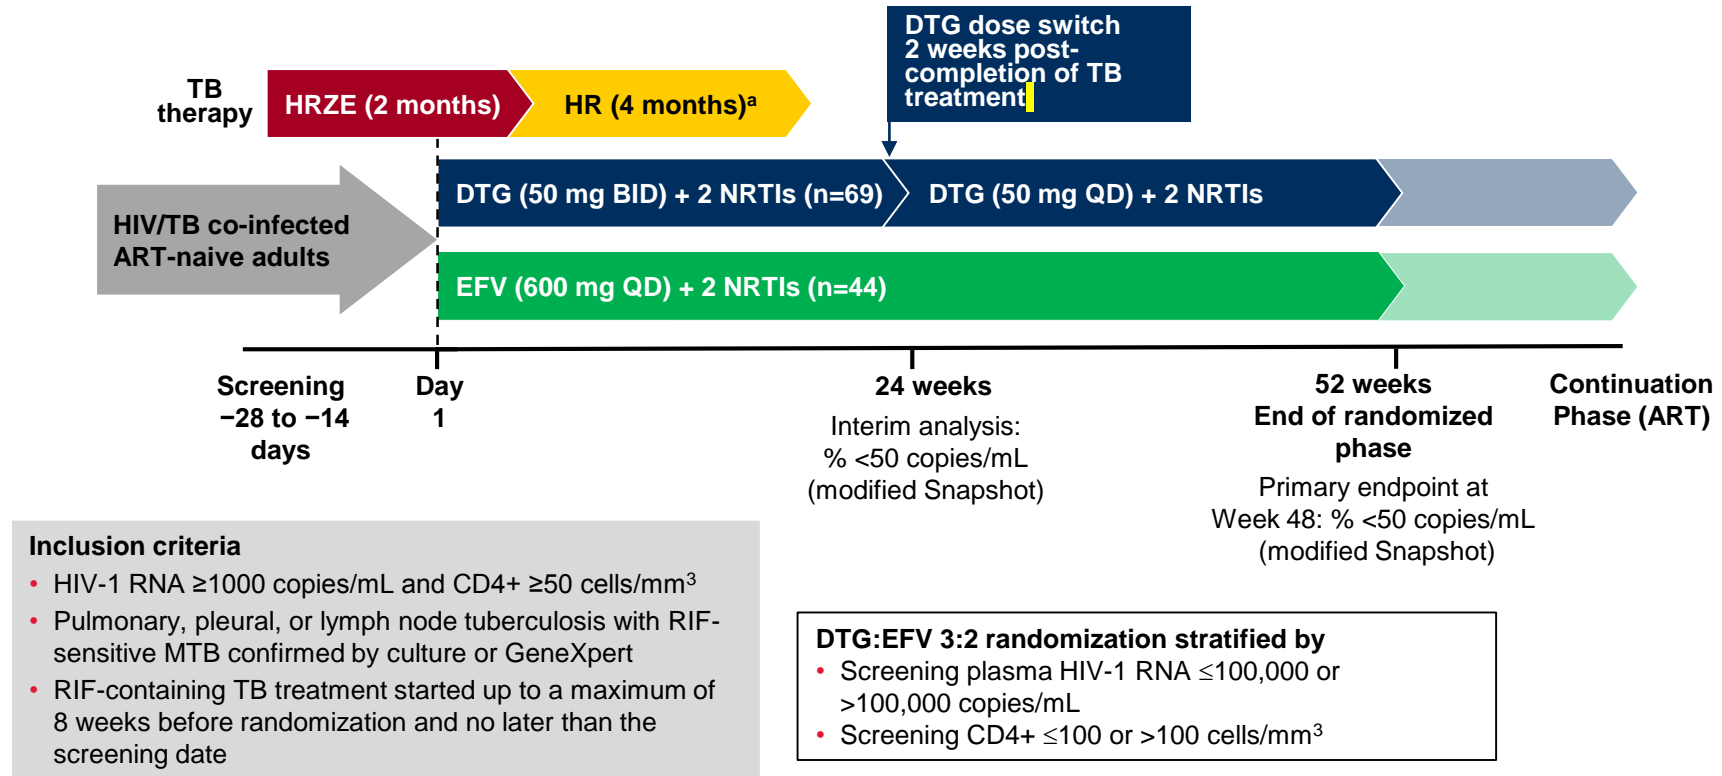 DTG dose switch
2 weeks post-
completion of TB
treatment
TB
therapy
HRZE (2 months)
HR (4 months)ᵃ
HIV/TB co-infected
ART-naive adults
DTG (50 mg BID) + 2 NRTIs (n=69)
DTG (50 mg QD) + 2 NRTIs
EFV (600 mg QD) + 2 NRTIs (n=44)
Screening
−28 to −14
days
Day
1
24 weeks
Interim analysis:
% <50 copies/mL
(modified Snapshot)
52 weeks
End of randomized
phase
Primary endpoint at
Week 48: % <50 copies/mL
(modified Snapshot)
Continuation
Phase (ART)
Inclusion criteria
• HIV-1 RNA ≥1000 copies/mL and CD4+ ≥50 cells/mm³
• Pulmonary, pleural, or lymph node tuberculosis with RIF-
sensitive MTB confirmed by culture or GeneXpert
• RIF-containing TB treatment started up to a maximum of
8 weeks before randomization and no later than the
screening date
DTG:EFV 3:2 randomization stratified by
• Screening plasma HIV-1 RNA ≤100,000 or
>100,000 copies/mL
• Screening CD4+ ≤100 or >100 cells/mm³